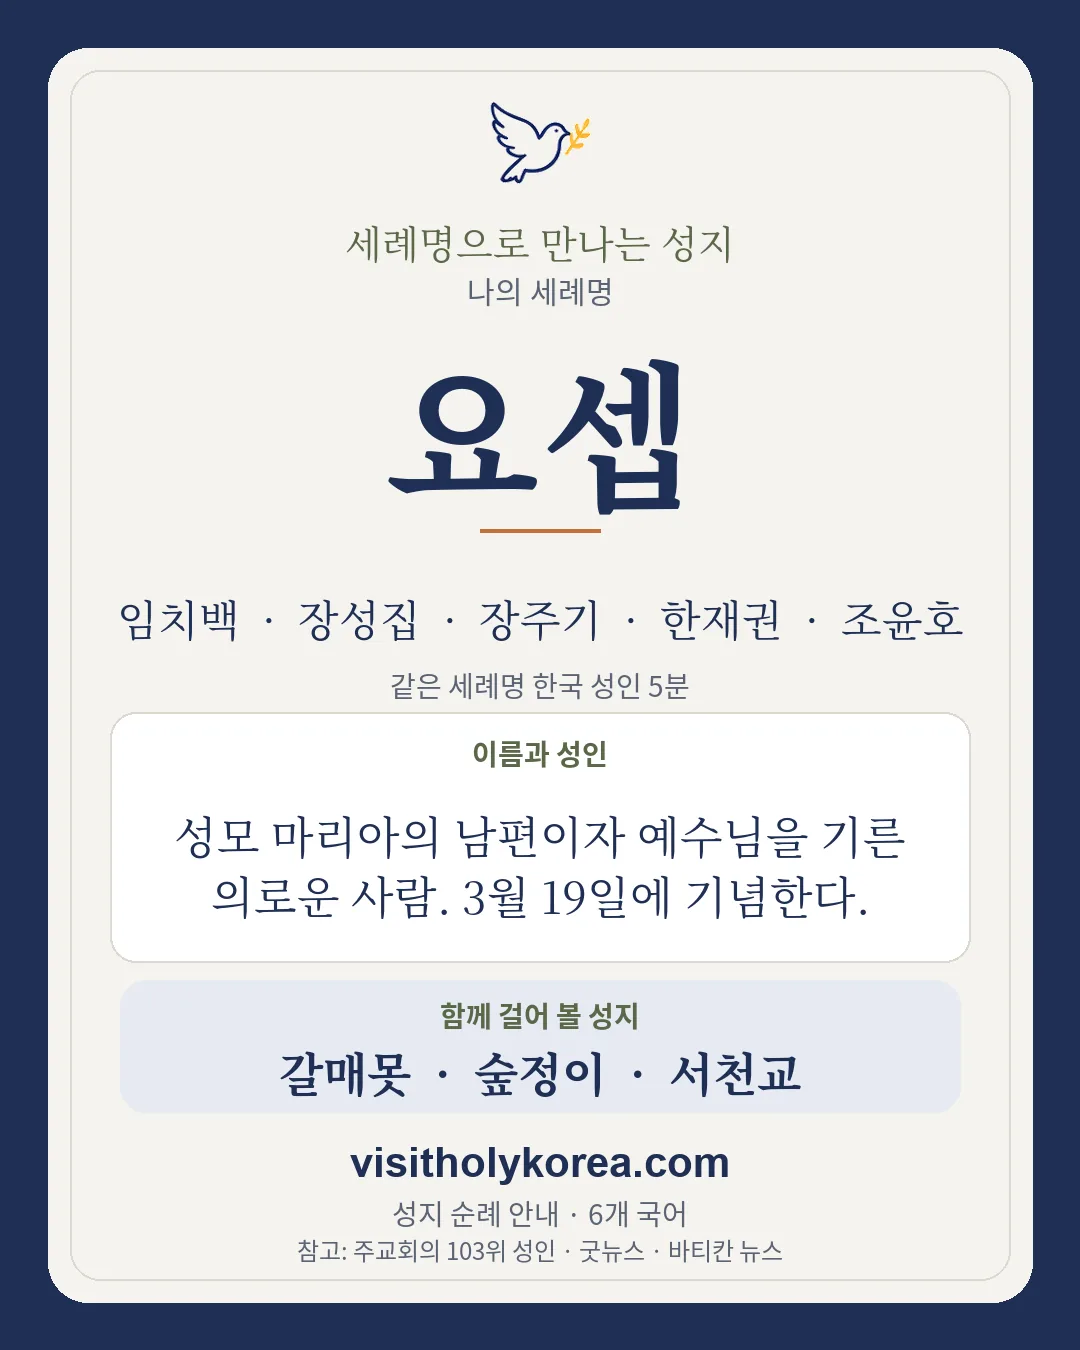 세례명으로 만나는 성지
나의 세례명
요셉
임치백 · 장성집 · 장주기 · 한재권 · 조윤호
같은 세례명 한국 성인 5분
이름과 성인
성모 마리아의 남편이자 예수님을 기른
의로운 사람. 3월 19일에 기념한다.
함께 걸어 볼 성지
갈매못 · 숲정이 · 서천교
visitholykorea.com
성지 순례 안내 · 6개 국어
참고: 주교회의 103위 성인 · 굿뉴스 · 바티칸 뉴스